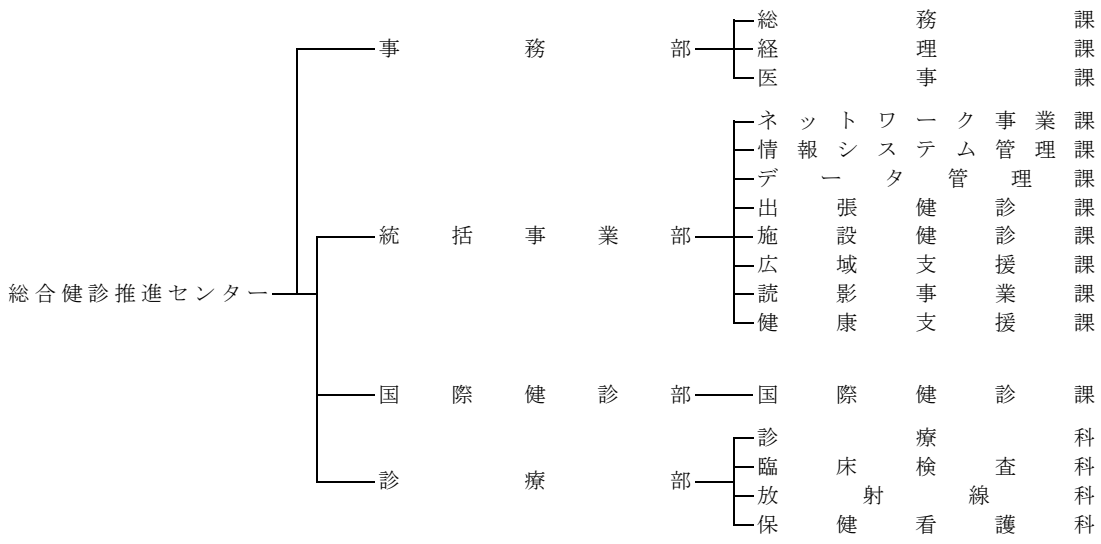 総合健診推進センター
事務部
総務課
経理課
医事課
統括事業部
ネットワーク事業課
情報システム管理課
データ管理課
出張健診課
施設健診課
広域支援課
読影事業課
健康支援課
国際健診部
国際健診課
診療部
診療科
臨床検査科
放射線科
保健看護科